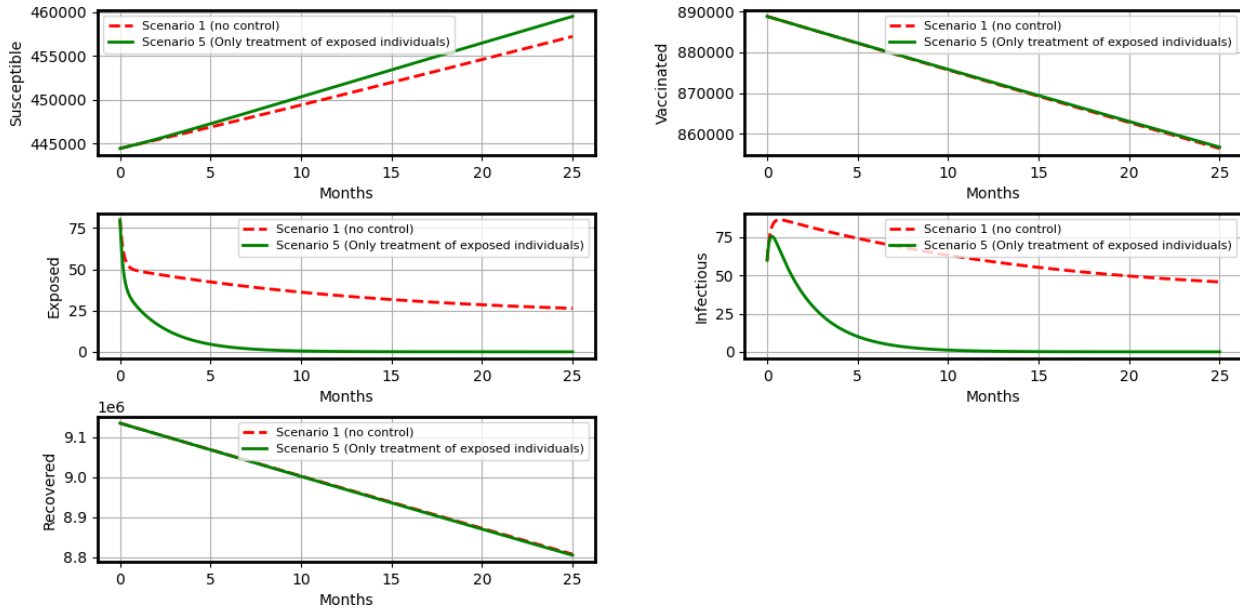 460000
455000
450000
445000
Susceptible
Scenario 1 (no control)
Scenario 5 (Only treatment of exposed individuals)
0 5 10 15 20 25
Months
890000
880000
870000
860000
Vaccinated
Scenario 1 (no control)
Scenario 5 (Only treatment of exposed individuals)
0 5 10 15 20 25
Months
75
50
25
0
Exposed
Scenario 1 (no control)
Scenario 5 (Only treatment of exposed individuals)
0 5 10 15 20 25
Months
75
50
25
0
Infectious
Scenario 1 (no control)
Scenario 5 (Only treatment of exposed individuals)
0 5 10 15 20 25
Months
1e6
9.1
9.0
8.9
8.8
Recovered
Scenario 1 (no control)
Scenario 5 (Only treatment of exposed individuals)
0 5 10 15 20 25
Months